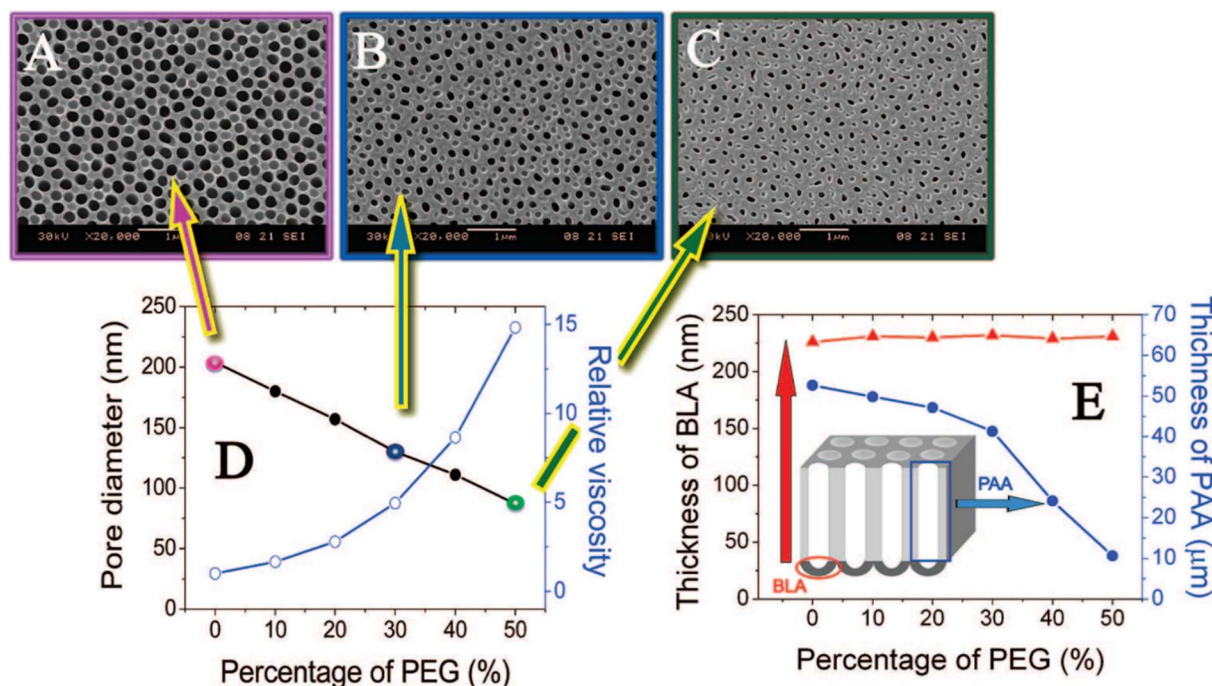 A
B
C
30kV X20,000 1μm 08 21 SEI
30kV X20,000 1μm 08 21 SEI
30kV X20,000 1μm 08 21 SEI
Pore diameter (nm)
250
200
150
100
50
0
D
15
10
5
0
Relative viscosity
0 10 20 30 40 50
Percentage of PEG (%)
Thickness of BLA (nm)
250
200
150
100
50
0
E
PAA
BLA
70
60
50
40
30
20
10
0
Thichness of PAA (μm)
0 10 20 30 40 50
Percentage of PEG (%)